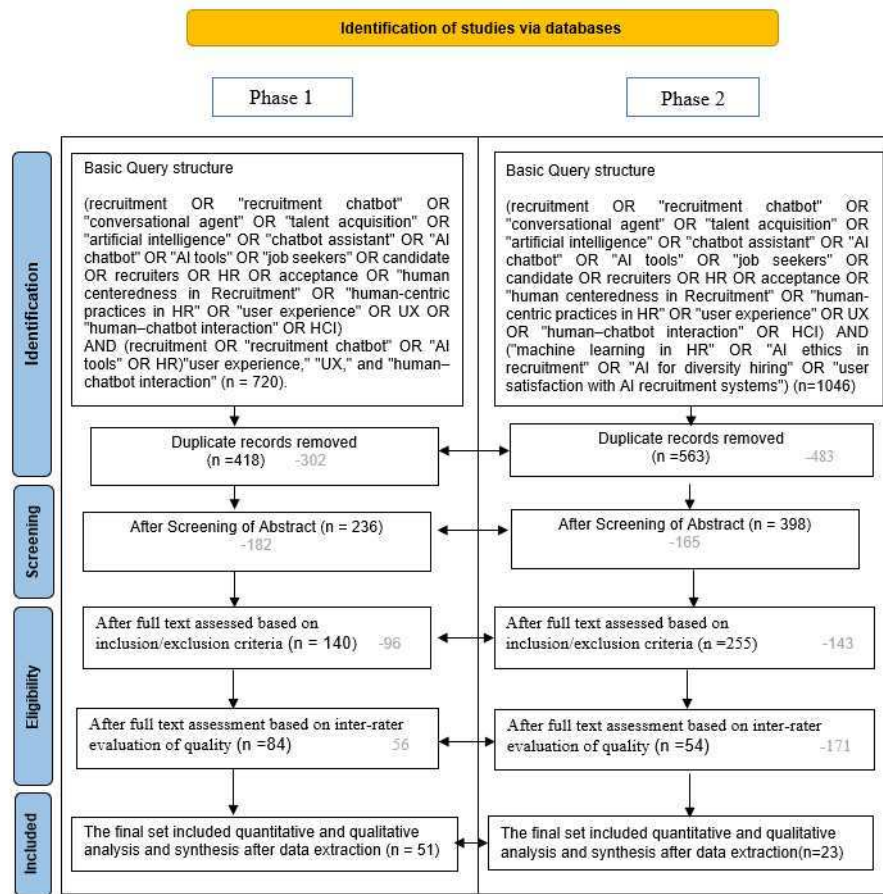 Identification of studies via databases
Phase 1
Phase 2
Identification
Basic Query structure
(recruitment OR "recruitment chatbot" OR
"conversational agent" OR "talent acquisition" OR
"artificial intelligence" OR "chatbot assistant" OR "AI
chatbot" OR "AI tools" OR "job seekers" OR candidate
OR recruiters OR HR OR acceptance OR "human
centeredness in Recruitment" OR "human-centric
practices in HR" OR "user experience" OR UX OR
"human–chatbot interaction" OR HCI)
AND (recruitment OR "recruitment chatbot" OR "AI
tools" OR HR)"user experience," "UX," and "human–
chatbot interaction" (n = 720).
Basic Query structure
(recruitment OR "recruitment chatbot" OR
"conversational agent" OR "talent acquisition" OR
"artificial intelligence" OR "chatbot assistant" OR "AI
chatbot" OR "AI tools" OR "job seekers" OR
candidate OR recruiters OR HR OR acceptance OR
"human centeredness in Recruitment" OR "human-
centric practices in HR" OR "user experience" OR UX
OR "human–chatbot interaction" OR HCI) AND
("machine learning in HR" OR "AI ethics in
recruitment" OR "AI for diversity hiring" OR "user
satisfaction with AI recruitment systems") (n=1046)
Duplicate records removed
(n =418) -302
Duplicate records removed
(n =563) -483
Screening
After Screening of Abstract (n = 236)
-182
After Screening of Abstract (n = 398)
-165
Eligibility
After full text assessed based on
inclusion/exclusion criteria (n = 140) -96
After full text assessed based on
inclusion/exclusion criteria (n =255) -143
After full text assessment based on inter-rater
evaluation of quality (n =84) 56
After full text assessment based on inter-rater
evaluation of quality (n =54) -171
Included
The final set included quantitative and qualitative
analysis and synthesis after data extraction (n = 51)
The final set included quantitative and qualitative
analysis and synthesis after data extraction(n=23)